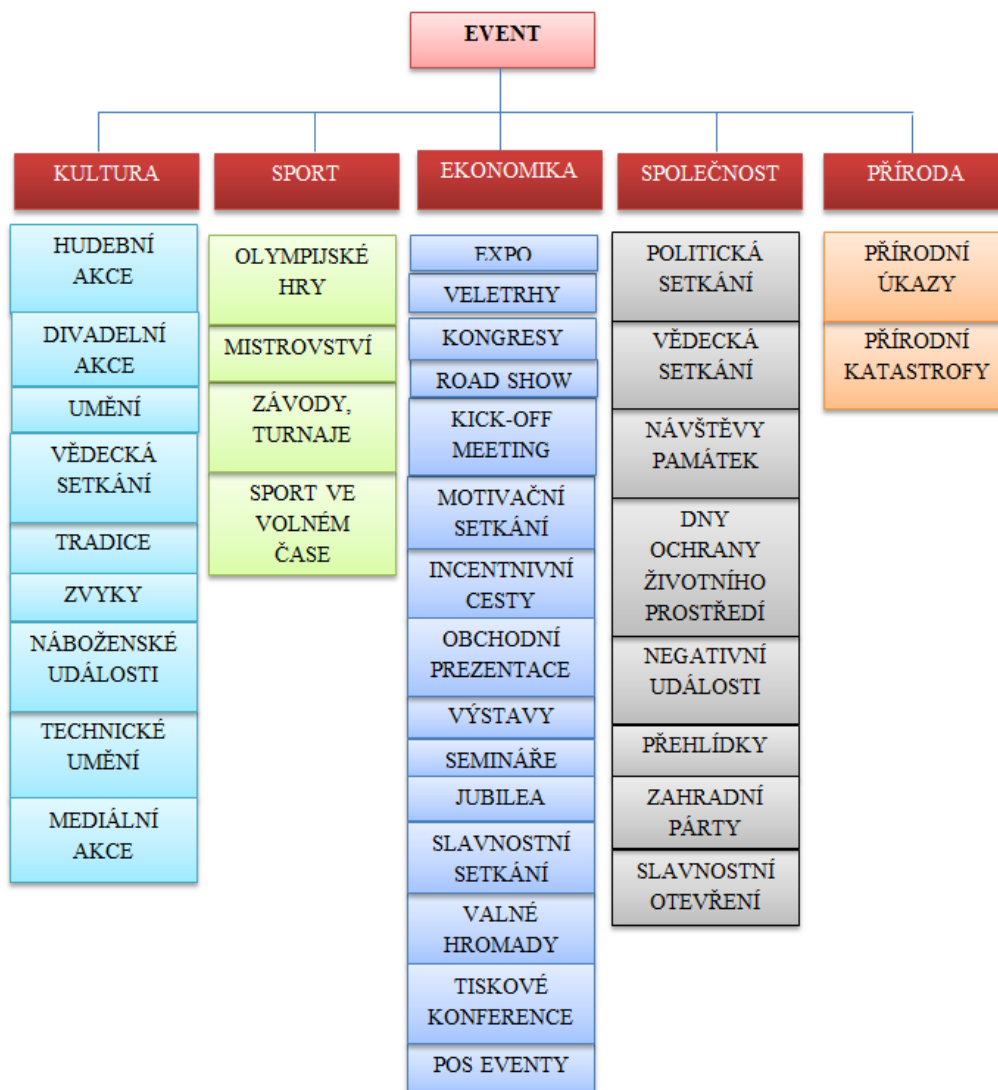 EVENT
KULTURA
SPORT
EKONOMIKA
SPOLEČNOST
PŘÍRODA
HUDEBNÍ
AKCE
DIVADELNÍ
AKCE
UMĚNÍ
VĚDECKÁ
SETKÁNÍ
TRADICE
ZVYKY
NÁBOŽENSKÉ
UDÁLOSTI
TECHNICKÉ
UMĚNÍ
MEDIÁLNÍ
AKCE
OLYMPIJSKÉ
HRY
MISTROVSTVÍ
ZÁVODY,
TURNAJE
SPORT VE
VOLNÉM
ČASE
EXPO
VELETRHY
KONGRESY
ROAD SHOW
KICK-OFF
MEETING
MOTIVAČNÍ
SETKÁNÍ
INCENTNIVNÍ
CESTY
OBCHODNÍ
PREZENTACE
VÝSTAVY
SEMINÁŘE
JUBILEA
SLAVNOSTNÍ
SETKÁNÍ
VALNÉ
HROMADY
TISKOVÉ
KONFERENCE
POS EVENTY
POLITICKÁ
SETKÁNÍ
VĚDECKÁ
SETKÁNÍ
NÁVŠTĚVY
PAMÁTEK
DNY
OCHRANY
ŽIVOTNÍHO
PROSTŘEDÍ
NEGATIVNÍ
UDÁLOSTI
PŘEHLÍDKY
ZAHRADNÍ
PÁRTY
SLAVNOSTNÍ
OTEVŘENÍ
PŘÍRODNÍ
ÚKAZY
PŘÍRODNÍ
KATASTROFY